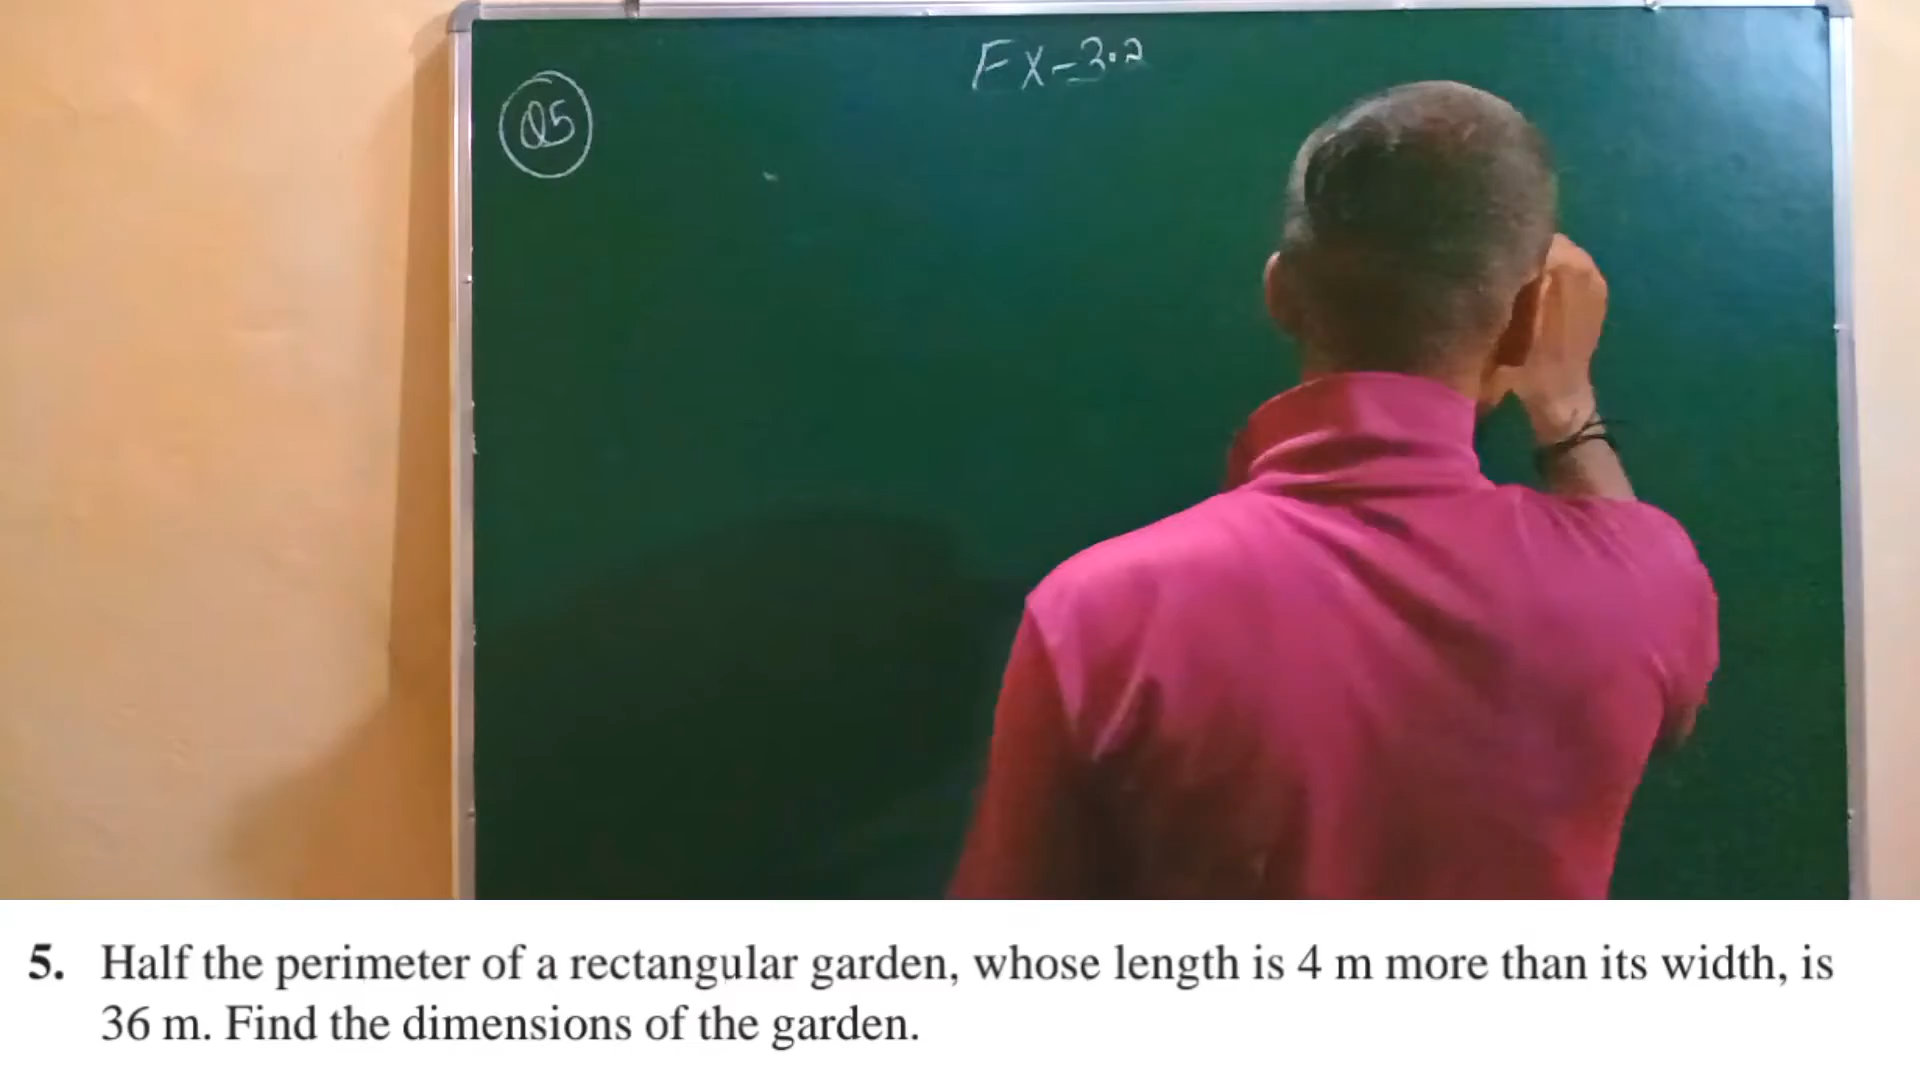 Ex-3.2
Q5
5. Half the perimeter of a rectangular garden, whose length is 4 m more than its width, is
36 m. Find the dimensions of the garden.